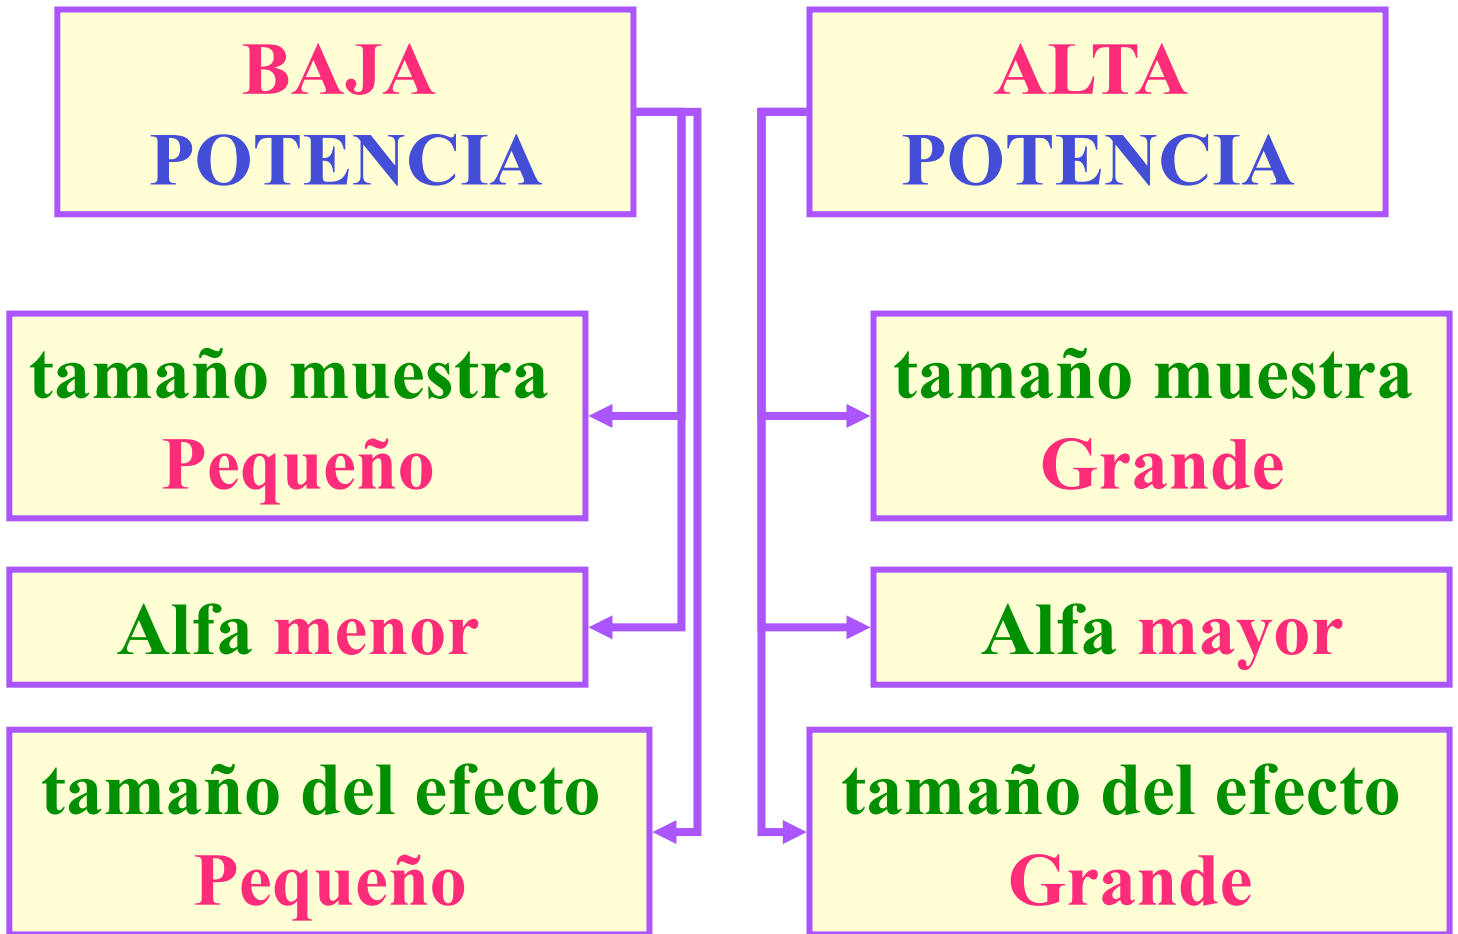 BAJA
POTENCIA
tamaño muestra
Pequeño
Alfa menor
tamaño del efecto
Pequeño
ALTA
POTENCIA
tamaño muestra
Grande
Alfa mayor
tamaño del efecto
Grande